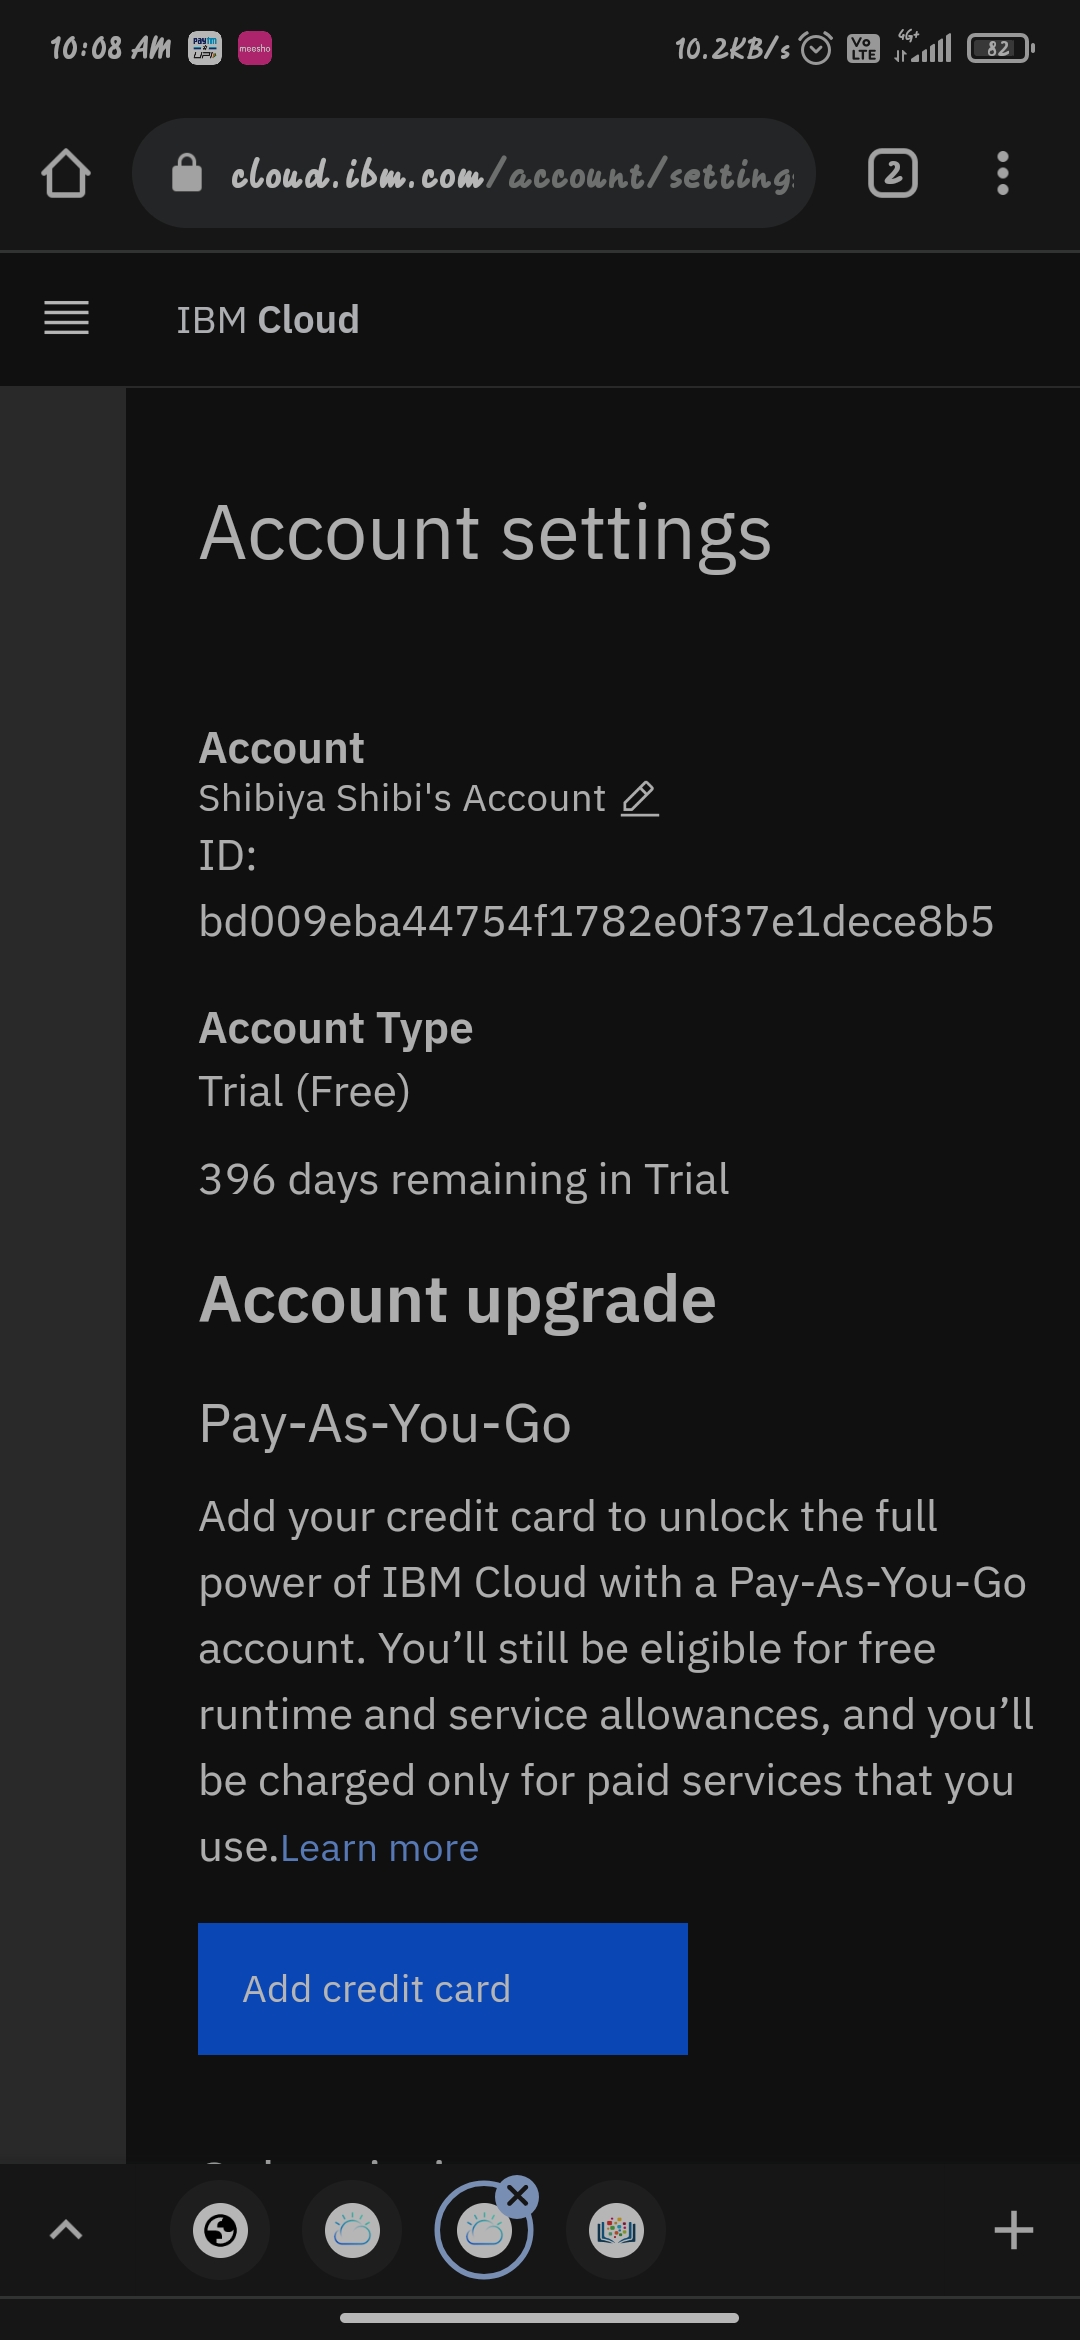 10:08 AM
paytm
UPI
meesho
10.2KB/s
Vo
LTE
4G+
82
cloud.ibm.com/account/setting
2
IBM Cloud
Account settings
Account
Shibiya Shibi's Account
ID:
bd009eba44754f1782e0f37e1dece8b5
Account Type
Trial (Free)
396 days remaining in Trial
Account upgrade
Pay-As-You-Go
Add your credit card to unlock the full
power of IBM Cloud with a Pay-As-You-Go
account. You’ll still be eligible for free
runtime and service allowances, and you’ll
be charged only for paid services that you
use.Learn more
Add credit card